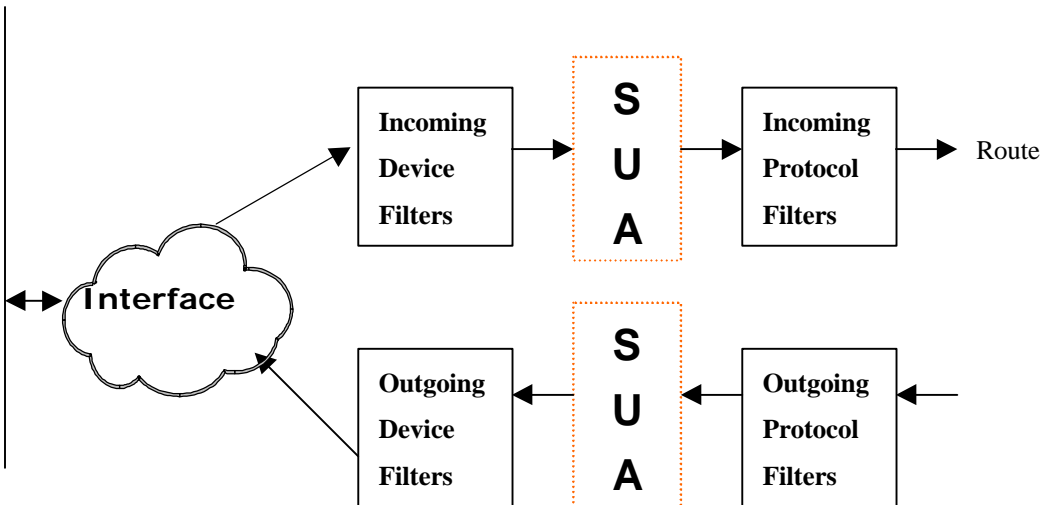 Incoming
Device
Filters
S
U
A
Incoming
Protocol
Filters
Route
Interface
Outgoing
Device
Filters
S
U
A
Outgoing
Protocol
Filters